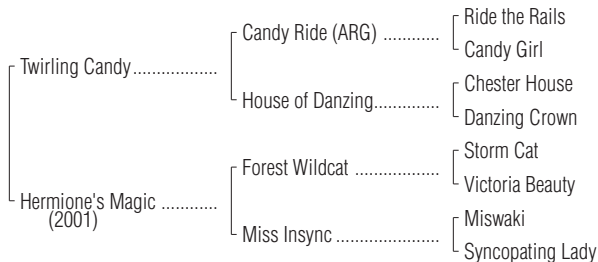 Ride the Rails
Candy Ride (ARG) ............
Candy Girl
Twirling Candy..................
Chester House
House of Danzing..............
Danzing Crown
Storm Cat
Forest Wildcat ..................
Victoria Beauty
Hermione's Magic ............
(2001)
Miswaki
Miss Insync......................
Syncopating Lady